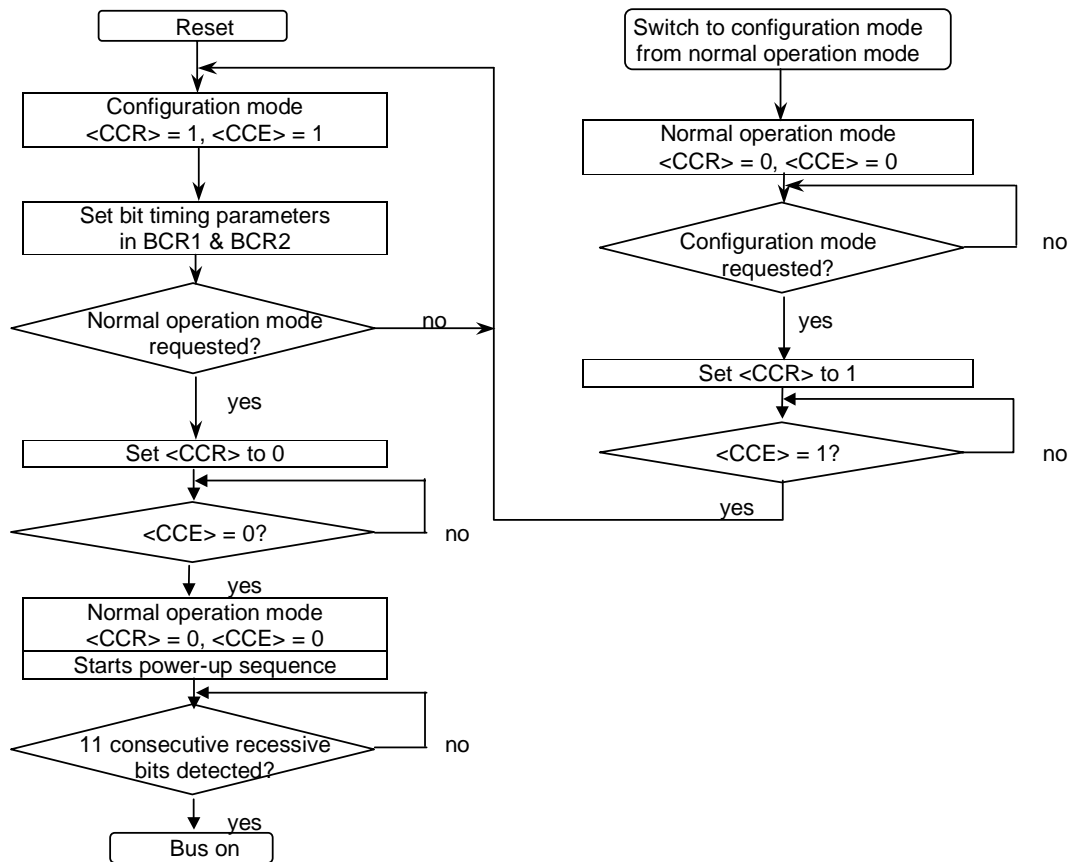 Reset
Configuration mode
<CCR> = 1, <CCE> = 1
Set bit timing parameters
in BCR1 & BCR2
Normal operation mode
requested?
no
yes
Set <CCR> to 0
<CCE> = 0?
no
yes
Normal operation mode
<CCR> = 0, <CCE> = 0
Starts power-up sequence
11 consecutive recessive
bits detected?
no
yes
Bus on
Switch to configuration mode
from normal operation mode
Normal operation mode
<CCR> = 0, <CCE> = 0
Configuration mode
requested?
no
yes
Set <CCR> to 1
<CCE> = 1?
no
yes